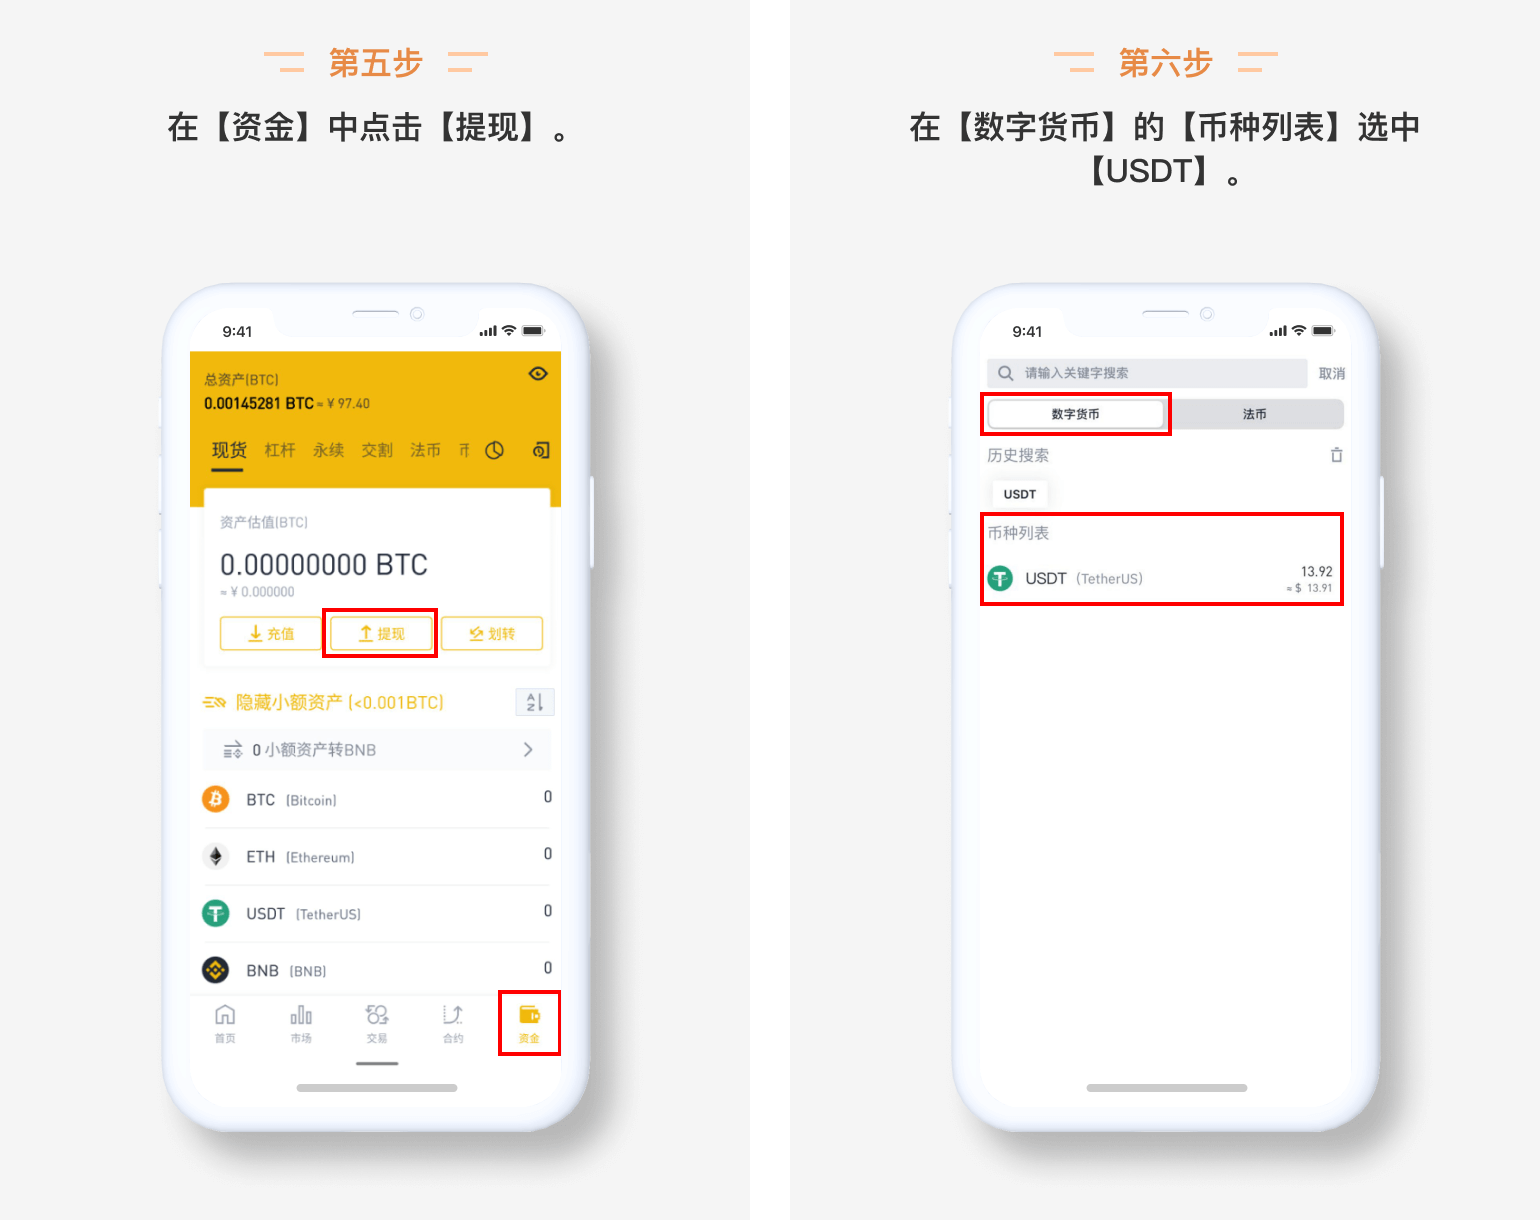 第五步
在【资金】中点击【提现】。
9:41
总资产(BTC)
0.00145281 BTC ≈ ¥ 97.40
现货 杠杆 永续 交割 法币 币
资产估值(BTC)
0.00000000 BTC
≈ ¥ 0.000000
充值 提现 划转
隐藏小额资产 (<0.001BTC)
0 小额资产转BNB
BTC (Bitcoin) 0
ETH (Ethereum) 0
USDT (TetherUS) 0
BNB (BNB) 0
首页 市场 交易 合约 资金
第六步
在【数字货币】的【币种列表】选中
【USDT】。
9:41
请输入关键字搜索 取消
数字货币 法币
历史搜索
USDT
币种列表
USDT (TetherUS) 13.92
≈ $ 13.91